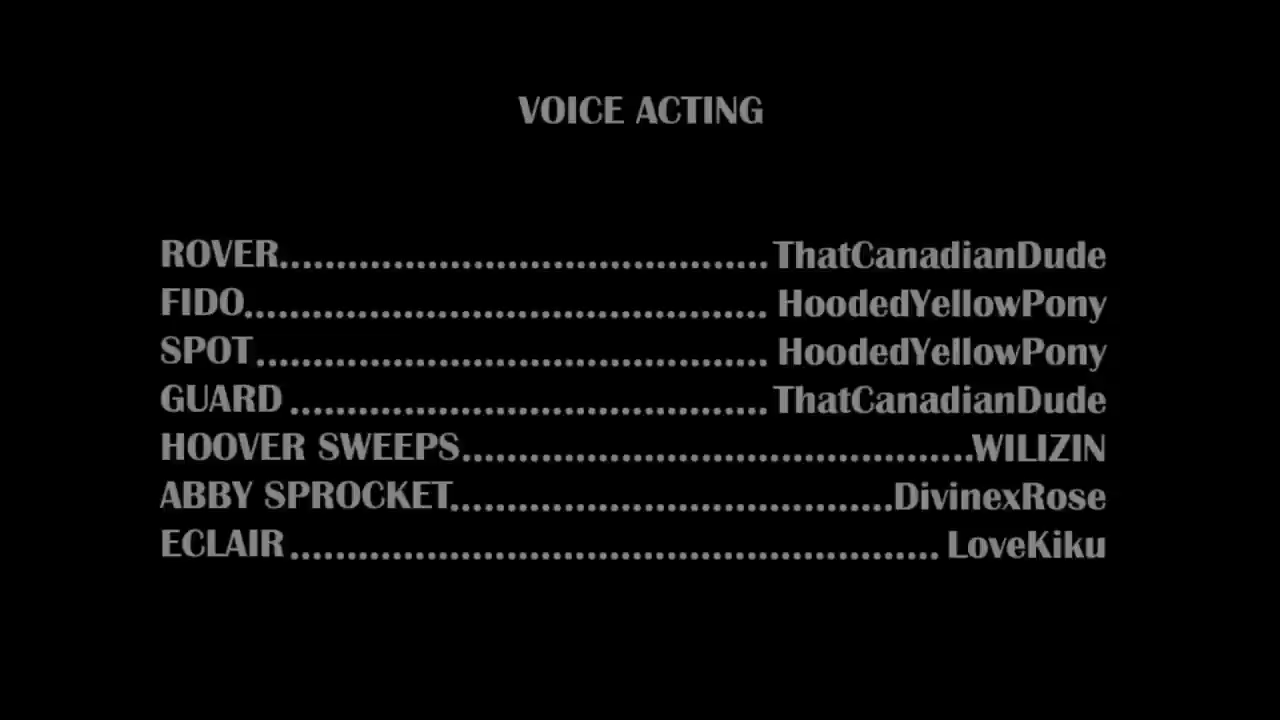 VOICE ACTING
ROVER.........................................ThatCanadianDude
FIDO............................................ HoodedYellowPony
SPOT........................................... HoodedYellowPony
GUARD ........................................ThatCanadianDude
HOOVER SWEEPS...........................................WILIZIN
ABBY SPROCKET.....................................DivinexRose
ECLAIR ...................................................... LoveKiku